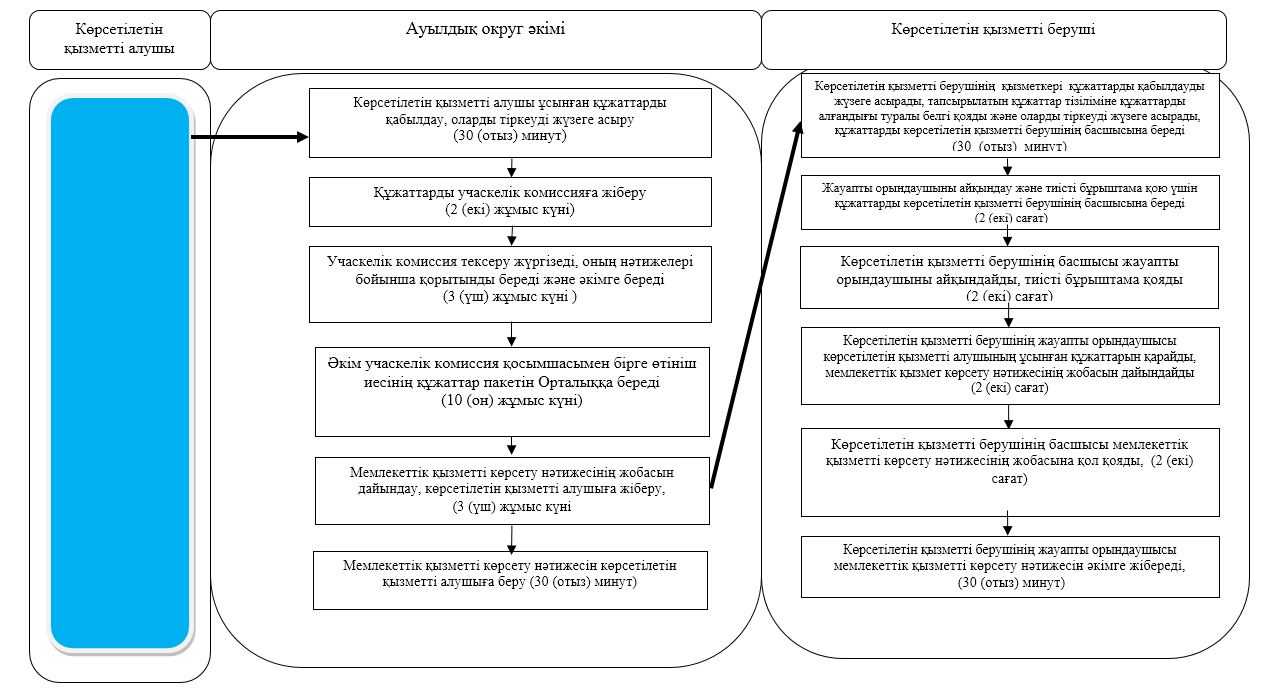 Көрсетілетін
қызметті алушы
Ауылдық округ әкімі
Көрсетілетін қызметті беруші
Көрсетілетін қызметті алушы ұсынған құжаттарды
қабылдау, оларды тіркеуді жүзеге асыру
(30 (отыз) минут)
Құжаттарды учаскелік комиссияға жіберу
(2 (екі) жұмыс күні)
Учаскелік комиссия тексеру жүргізеді, оның нәтижелері
бойынша қорытынды береді және әкімге береді
(3 (үш) жұмыс күні )
Әкім учаскелік комиссия қосымшасымен бірге өтініш
иесінің құжаттар пакетін Орталыққа береді
(10 (он) жұмыс күні)
Мемлекеттік қызметті көрсету нәтижесінің жобасын
дайындау, көрсетілетін қызметті алушыға жіберу,
(3 (үш) жұмыс күні
Мемлекеттік қызметті көрсету нәтижесін көрсетілетін
қызметті алушыға беру (30 (отыз) минут)
Көрсетілетін қызметті берушінің қызметкері құжаттарды қабылдауды
жүзеге асырады, тапсырылатын құжаттар тізіліміне құжаттарды
алғандығы туралы белгі қояды және оларды тіркеуді жүзеге асырады,
құжаттарды көрсетілетін қызметті берушінің басшысына береді
(30 (отыз) минут)
Жауапты орындаушыны айқындау және тиісті бұрыштама қою үшін
құжаттарды көрсетілетін қызметті берушінің басшысына береді
(2 (екі) сағат)
Көрсетілетін қызметті берушінің басшысы жауапты
орындаушыны айқындайды, тиісті бұрыштама қояды
(2 (екі) сағат)
Көрсетілетін қызметті берушінің жауапты орындаушысы
көрсетілетін қызметті алушының ұсынған құжаттарын қарайды,
мемлекеттік қызмет көрсету нәтижесінің жобасын дайындайды
(2 (екі) сағат)
Көрсетілетін қызметті берушінің басшысы мемлекеттік
қызметті көрсету нәтижесінің жобасына қол қояды, (2 (екі)
сағат)
Көрсетілетін қызметті берушінің жауапты орындаушысы
мемлекеттік қызметті көрсету нәтижесін әкімге жібереді,
(30 (отыз) минут)